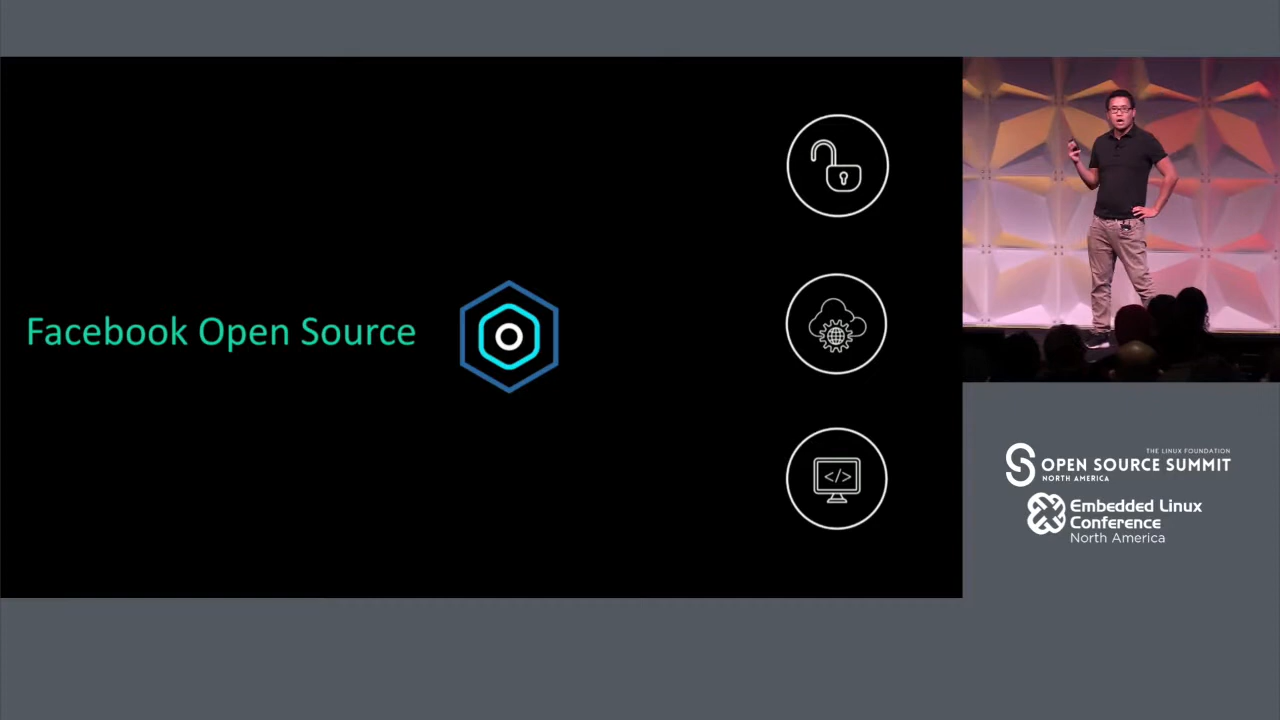 Facebook Open Source
</>
THE LINUX FOUNDATION
OPEN SOURCE SUMMIT
NORTH AMERICA
Embedded Linux
Conference
North America